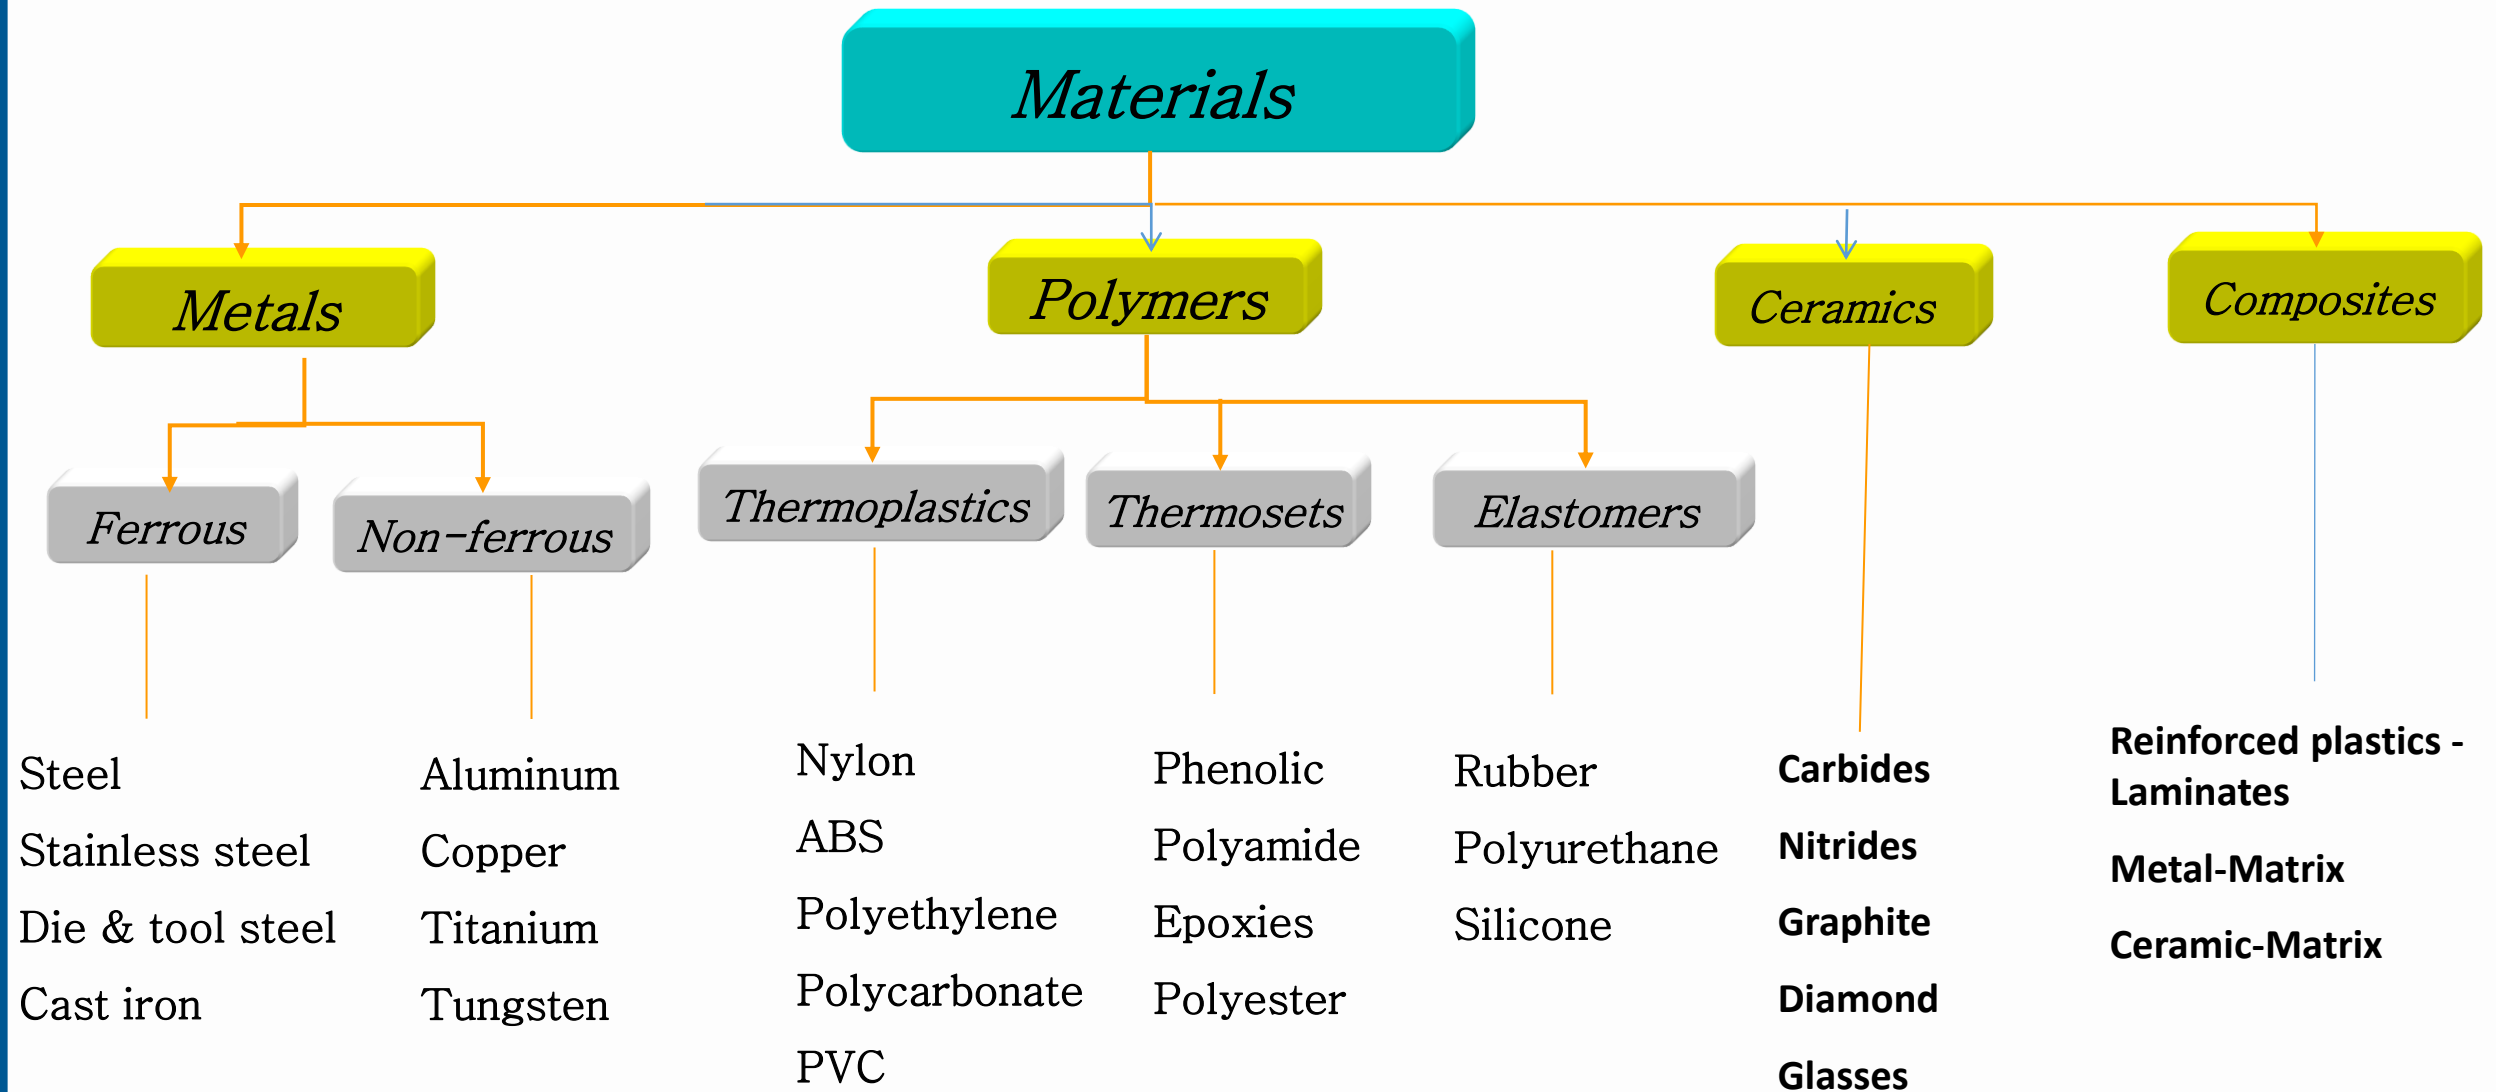 Materials
Metals
Polymers
Ceramics
Composites
Ferrous
Non-ferrous
Thermoplastics
Thermosets
Elastomers
Steel
Stainless steel
Die & tool steel
Cast iron
Aluminum
Copper
Titanium
Tungsten
Nylon
ABS
Polyethylene
Polycarbonate
PVC
Phenolic
Polyamide
Epoxies
Polyester
Rubber
Polyurethane
Silicone
Carbides
Nitrides
Graphite
Diamond
Glasses
Reinforced plastics -
Laminates
Metal-Matrix
Ceramic-Matrix